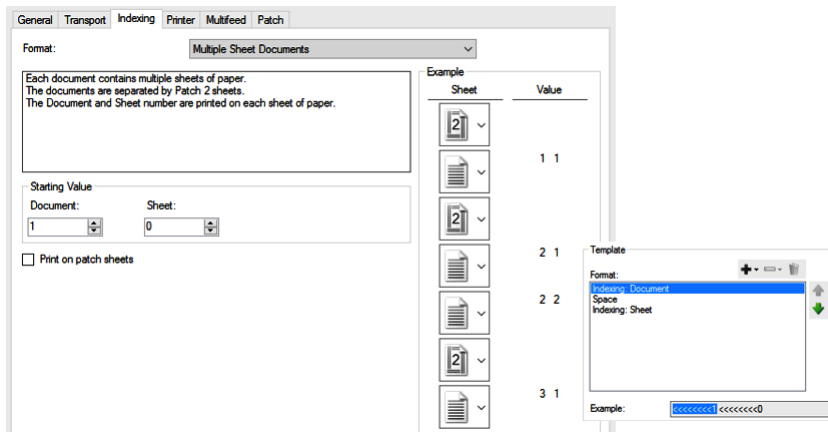 General Transport Indexing Printer Multifeed Patch
Format: Multiple Sheet Documents
Each document contains multiple sheets of paper.
The documents are separated by Patch 2 sheets.
The Document and Sheet number are printed on each sheet of paper.
Starting Value
Document: Sheet:
1 0
Print on patch sheets
Example
Sheet Value
2
1 1
2
2 1
2 2
2
3 1
Template
Format:
Indexing: Document
Space
Indexing: Sheet
Example: <<<<<<<<1 <<<<<<<<0